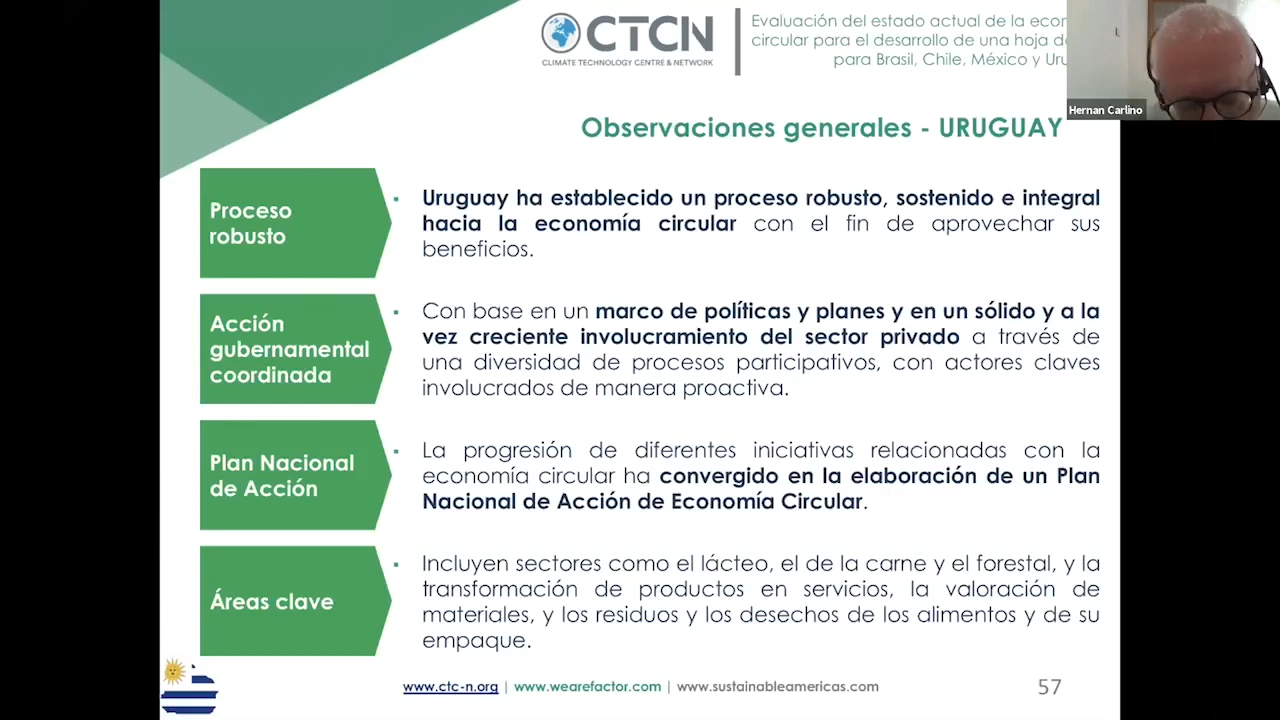 CTCN
CLIMATE TECHNOLOGY CENTRE & NETWORK
Evaluación del estado actual de la
circular para el desarrollo de una hoja
para Brasil, Chile, México y
Hernan Carlino
Observaciones generales - URUGUAY
Proceso
robusto
▪ Uruguay ha establecido un proceso robusto, sostenido e integral
hacia la economía circular con el fin de aprovechar sus
beneficios.
Acción
gubernamental
coordinada
▪ Con base en un marco de políticas y planes y en un sólido y a la
vez creciente involucramiento del sector privado a través de
una diversidad de procesos participativos, con actores claves
involucrados de manera proactiva.
Plan Nacional
de Acción
▪ La progresión de diferentes iniciativas relacionadas con la
economía circular ha convergido en la elaboración de un Plan
Nacional de Acción de Economía Circular.
Áreas clave
▪ Incluyen sectores como el lácteo, el de la carne y el forestal, y la
transformación de productos en servicios, la valoración de
materiales, y los residuos y los desechos de los alimentos y de su
empaque.
www.ctc-n.org | www.wearefactor.com | www.sustainableamericas.com
57